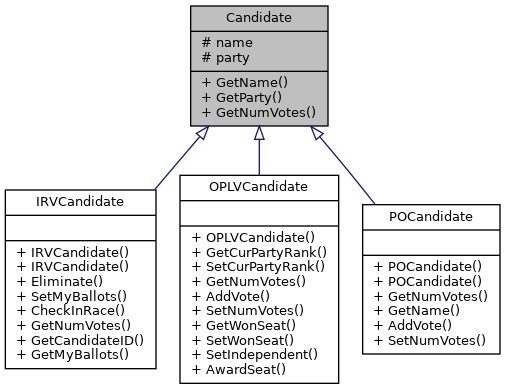 Candidate
# name
# party
+ GetName()
+ GetParty()
+ GetNumVotes()
IRVCandidate
+ IRVCandidate()
+ IRVCandidate()
+ Eliminate()
+ SetMyBallots()
+ CheckInRace()
+ GetNumVotes()
+ GetCandidateID()
+ GetMyBallots()
OPLVCandidate
+ OPLVCandidate()
+ GetCurPartyRank()
+ SetCurPartyRank()
+ GetNumVotes()
+ AddVote()
+ SetNumVotes()
+ GetWonSeat()
+ SetWonSeat()
+ SetIndependent()
+ AwardSeat()
POCandidate
+ POCandidate()
+ POCandidate()
+ GetNumVotes()
+ GetName()
+ AddVote()
+ SetNumVotes()